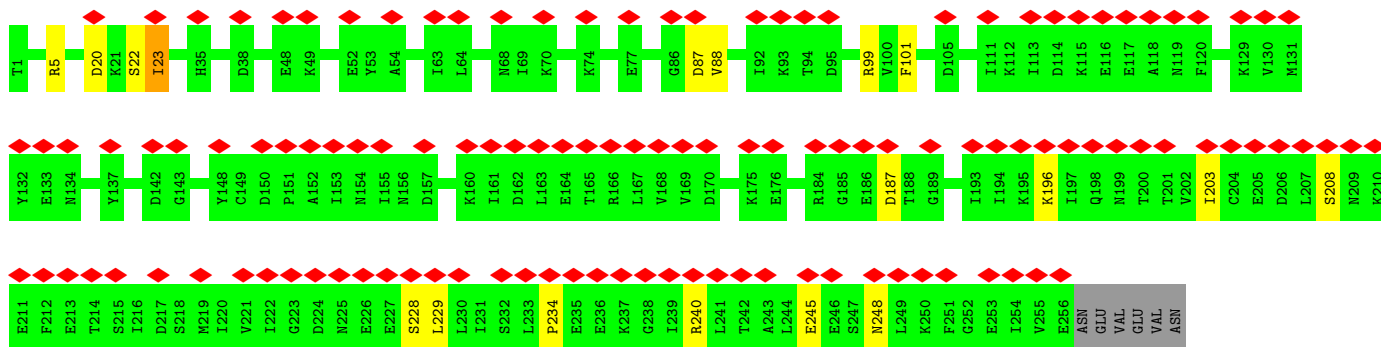 T1 R5 D20 K21 S22 I23 H35 D38 E48 K49 E52 Y53 A54 I63 L64 N68 I69 K70 K74 E77 G86 D87 V88 I92 K93 T94 D95 R99 V100 F101 D105 I111 K112 I113 D114 K115 E116 E117 A118 N119 F120 K129 V130 M131
Y132 E133 N134 Y137 D142 G143 Y148 C149 D150 P151 A152 I153 N154 I155 N156 D157 K160 I161 D162 L163 E164 T165 R166 L167 V168 V169 D170 K175 E176 R184 G185 E186 D187 T188 G189 I193 I194 K195 K196 I197 Q198 N199 T200 T201 V202 I203 C204 E205 D206 L207 S208 N209 K210
E211 F212 E213 T214 S215 I216 D217 S218 M219 I220 V221 I222 G223 D224 N225 E226 E227 S228 L229 L230 I231 S232 L233 P234 E235 E236 K237 G238 I239 R240 L241 T242 A243 L244 E245 E246 S247 N248 L249 K250 F251 G252 E253 I254 V255 E256 ASN GLU VAL GLU VAL ASN